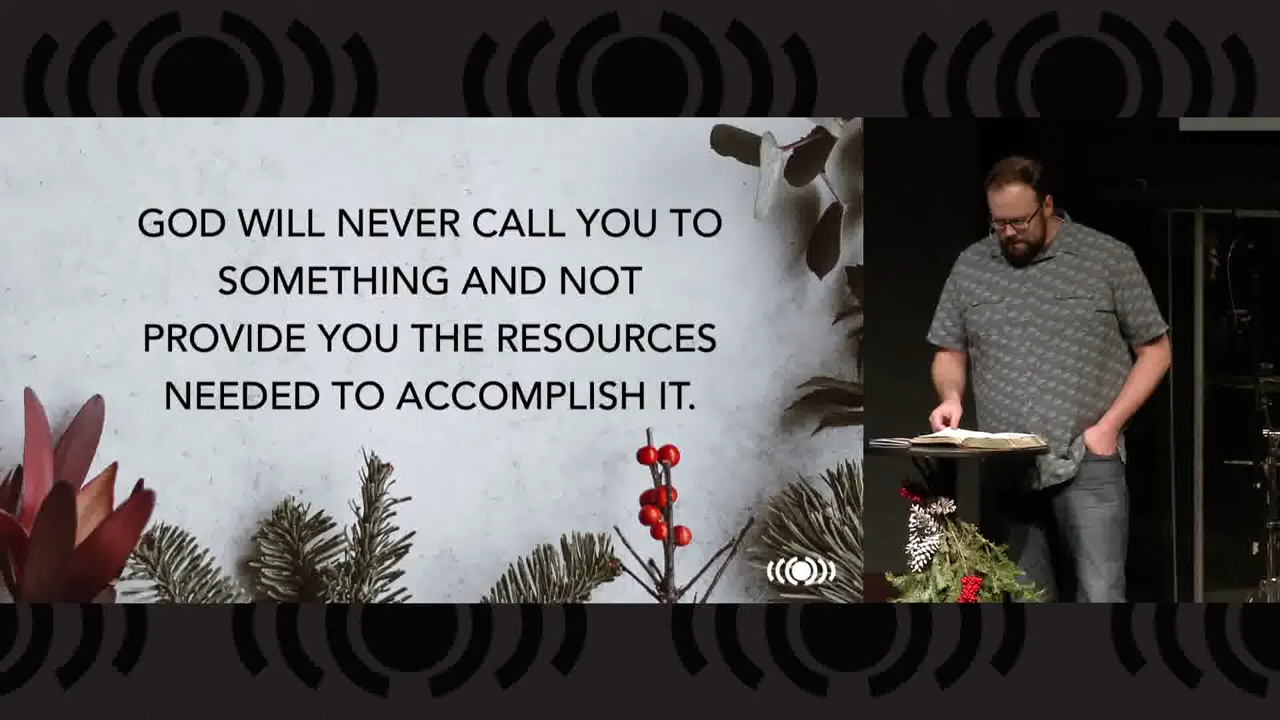 GOD WILL NEVER CALL YOU TO
SOMETHING AND NOT
PROVIDE YOU THE RESOURCES
NEEDED TO ACCOMPLISH IT.